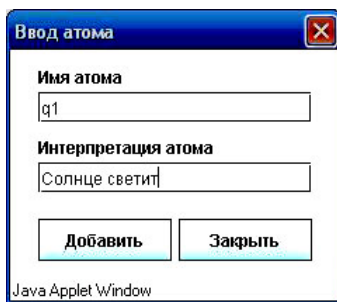 Ввод атома
Имя атома
q1
Интерпретация атома
Солнце светит
Добавить Закрыть
Java Applet Window